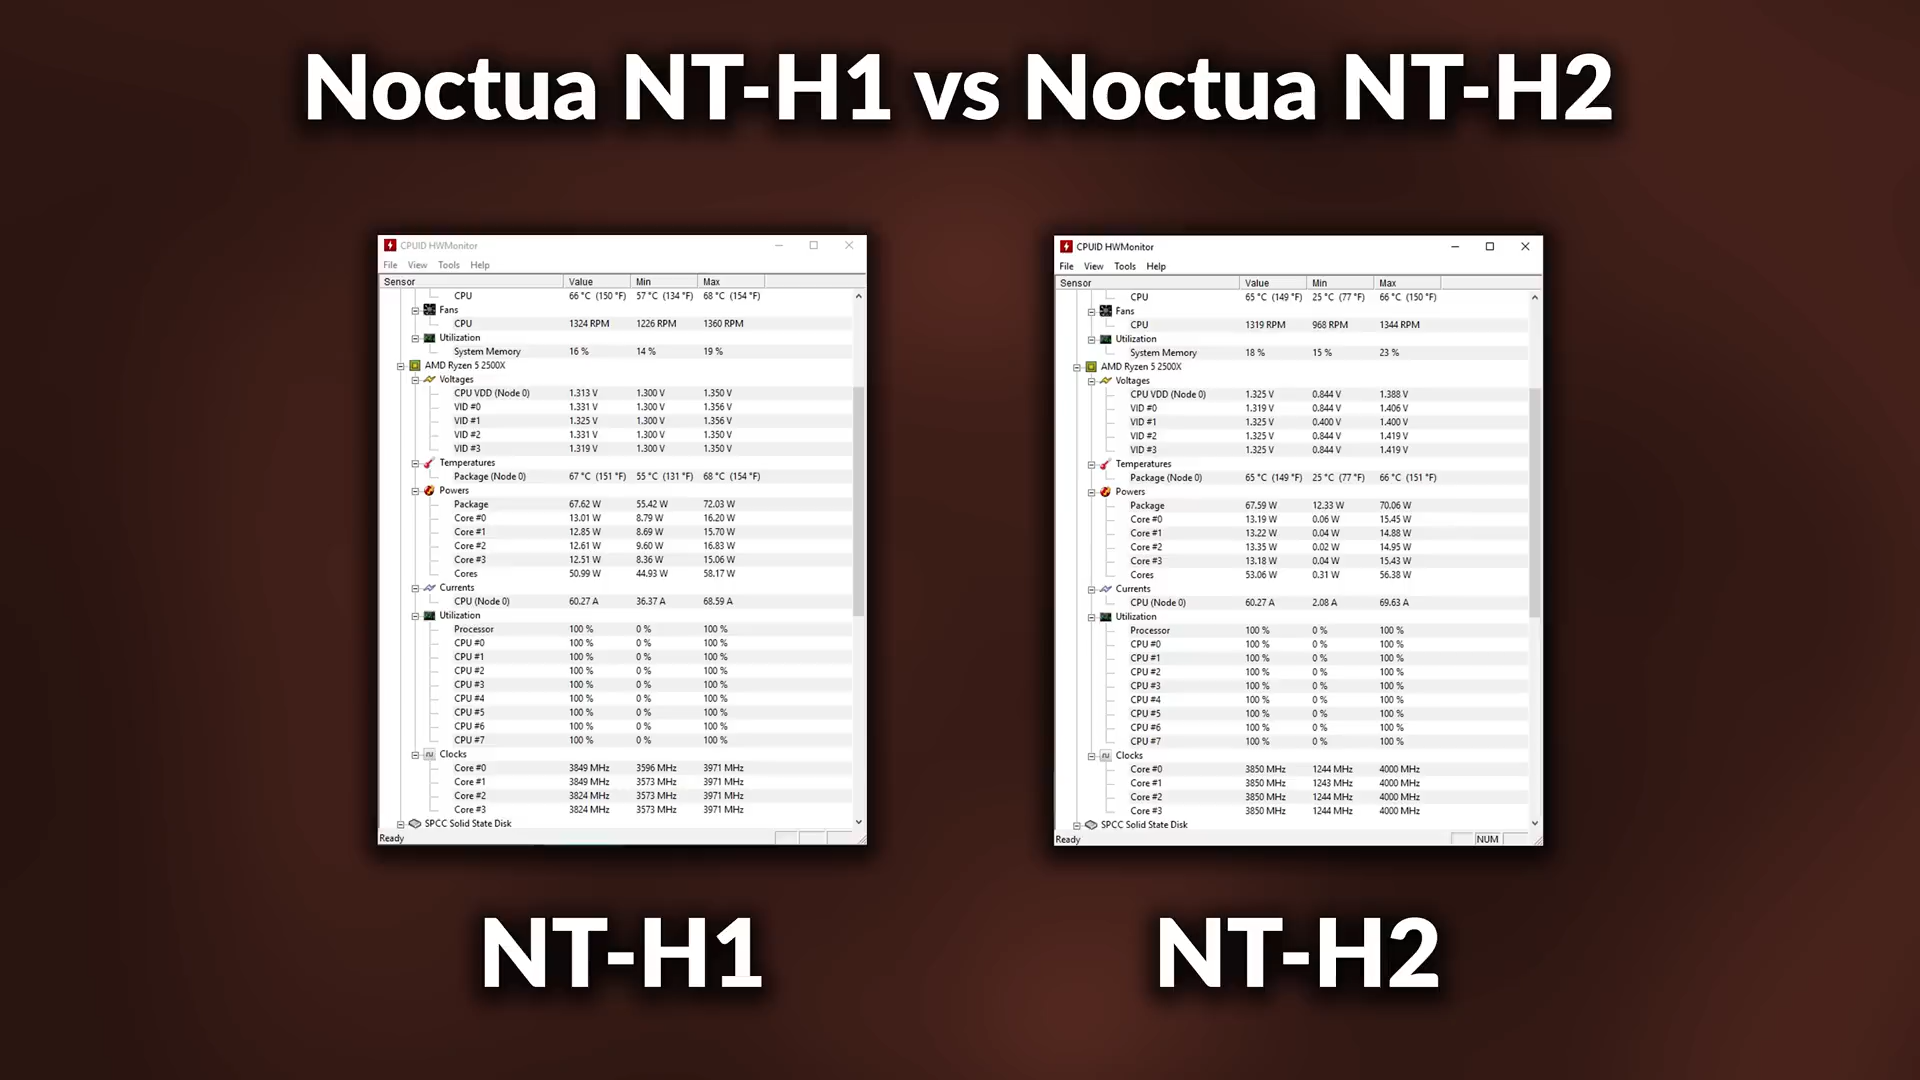 Noctua NT-H1 vs Noctua NT-H2
CPUID HWMonitor
File View Tools Help
Sensor Value Min Max
CPU 66 °C (150 °F) 57 °C (134 °F) 68 °C (154 °F)
Fans
CPU 1324 RPM 1226 RPM 1360 RPM
Utilization
System Memory 16 % 14 % 19 %
AMD Ryzen 5 2500X
Voltages
CPU VDD (Node 0) 1.313 V 1.300 V 1.350 V
VID #0 1.331 V 1.300 V 1.356 V
VID #1 1.325 V 1.300 V 1.356 V
VID #2 1.331 V 1.300 V 1.350 V
VID #3 1.319 V 1.300 V 1.350 V
Temperatures
Package (Node 0) 67 °C (151 °F) 55 °C (131 °F) 68 °C (154 °F)
Powers
Package 67.62 W 55.42 W 72.03 W
Core #0 13.01 W 8.79 W 16.20 W
Core #1 12.85 W 8.69 W 15.70 W
Core #2 12.61 W 9.60 W 16.83 W
Core #3 12.51 W 8.36 W 15.06 W
Cores 50.99 W 44.93 W 58.17 W
Currents
CPU (Node 0) 60.27 A 36.37 A 68.59 A
Utilization
Processor 100 % 0 % 100 %
CPU #0 100 % 0 % 100 %
CPU #1 100 % 0 % 100 %
CPU #2 100 % 0 % 100 %
CPU #3 100 % 0 % 100 %
CPU #4 100 % 0 % 100 %
CPU #5 100 % 0 % 100 %
CPU #6 100 % 0 % 100 %
CPU #7 100 % 0 % 100 %
Clocks
Core #0 3849 MHz 3596 MHz 3971 MHz
Core #1 3849 MHz 3573 MHz 3971 MHz
Core #2 3824 MHz 3573 MHz 3971 MHz
Core #3 3824 MHz 3573 MHz 3971 MHz
SPCC Solid State Disk
Ready
NT-H1
CPUID HWMonitor
File View Tools Help
Sensor Value Min Max
CPU 65 °C (149 °F) 25 °C (77 °F) 66 °C (150 °F)
Fans
CPU 1319 RPM 968 RPM 1344 RPM
Utilization
System Memory 18 % 15 % 23 %
AMD Ryzen 5 2500X
Voltages
CPU VDD (Node 0) 1.325 V 0.844 V 1.388 V
VID #0 1.319 V 0.844 V 1.406 V
VID #1 1.325 V 0.400 V 1.400 V
VID #2 1.325 V 0.844 V 1.419 V
VID #3 1.325 V 0.844 V 1.419 V
Temperatures
Package (Node 0) 65 °C (149 °F) 25 °C (77 °F) 66 °C (151 °F)
Powers
Package 67.59 W 12.33 W 70.06 W
Core #0 13.19 W 0.06 W 15.45 W
Core #1 13.22 W 0.04 W 14.88 W
Core #2 13.35 W 0.02 W 14.95 W
Core #3 13.18 W 0.04 W 15.43 W
Cores 53.06 W 0.31 W 56.38 W
Currents
CPU (Node 0) 60.27 A 2.08 A 69.63 A
Utilization
Processor 100 % 0 % 100 %
CPU #0 100 % 0 % 100 %
CPU #1 100 % 0 % 100 %
CPU #2 100 % 0 % 100 %
CPU #3 100 % 0 % 100 %
CPU #4 100 % 0 % 100 %
CPU #5 100 % 0 % 100 %
CPU #6 100 % 0 % 100 %
CPU #7 100 % 0 % 100 %
Clocks
Core #0 3850 MHz 1244 MHz 4000 MHz
Core #1 3850 MHz 1243 MHz 4000 MHz
Core #2 3850 MHz 1244 MHz 4000 MHz
Core #3 3850 MHz 1244 MHz 4000 MHz
SPCC Solid State Disk
Ready NUM
NT-H2